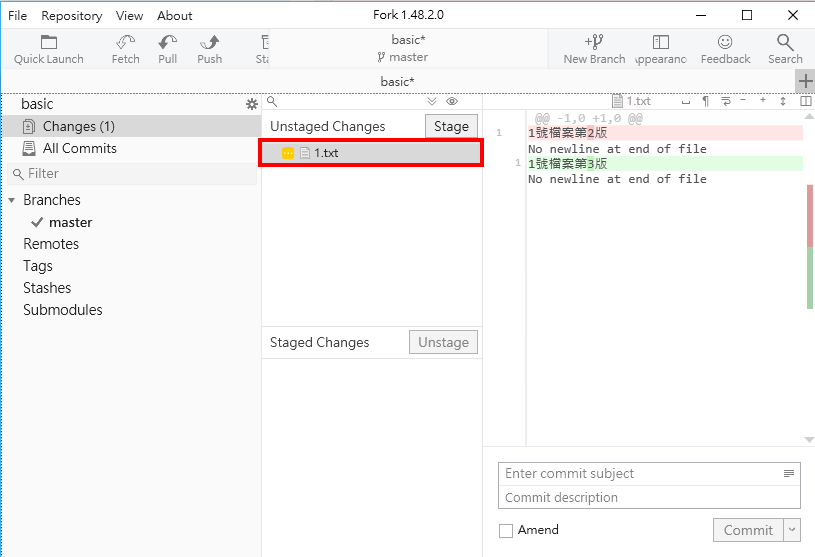 File Repository View About Fork 1.48.2.0
Quick Launch Fetch Pull Push Sta basic* New Branch Appearanc Feedback Search
master
basic*
basic
Changes (1)
All Commits
Filter
Branches
master
Remotes
Tags
Stashes
Submodules
Unstaged Changes Stage
1.txt
Staged Changes Unstage
1.txt
@@ -1,0 +1,0 @@
1 1號檔案第2版
No newline at end of file
1 1號檔案第3版
No newline at end of file
Enter commit subject
Commit description
Amend Commit